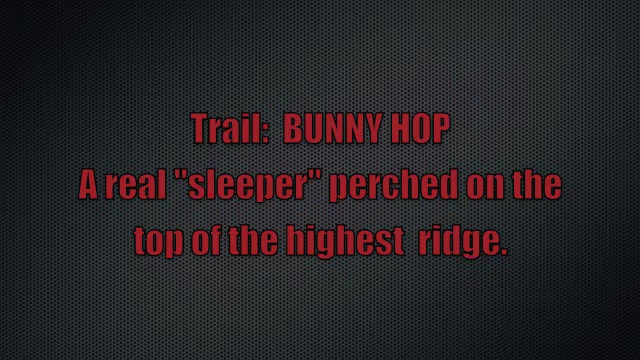 Trail: BUNNY HOP
A real "sleeper" perched on the
top of the highest ridge.